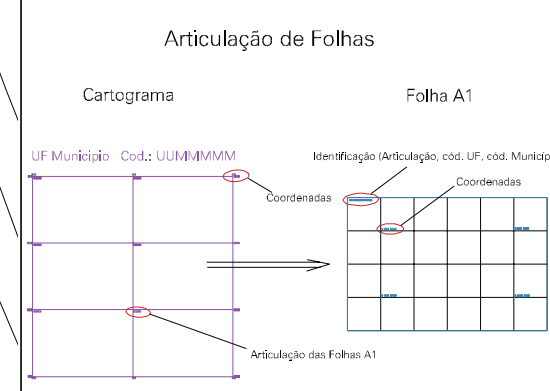 Articulação de Folhas
Cartograma
Folha A1
UF Municipio Cod.: UUMMMMM
Identificação (Articulação, cód. UF, cód. Municíp
Coordenadas
Coordenadas
Articulação das Folhas A1